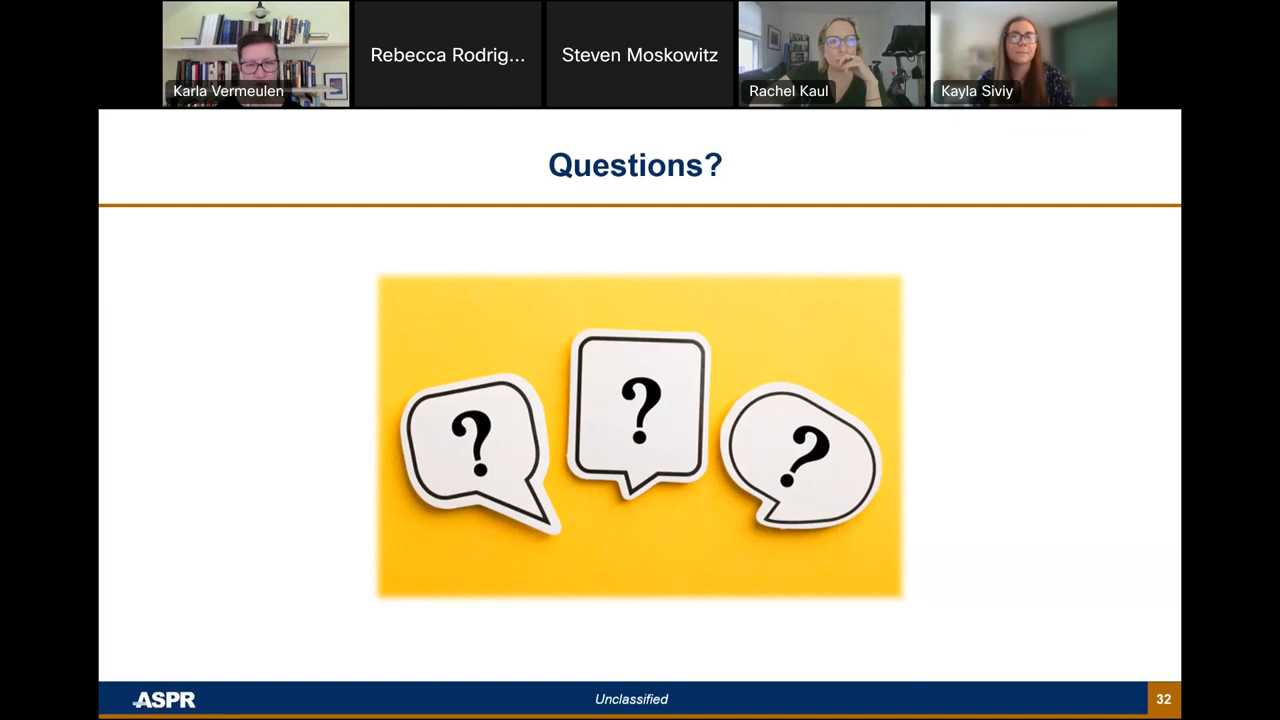 Karla Vermeulen
Rebecca Rodrig...
Steven Moskowitz
Rachel Kaul
Kayla Siviy
Questions?
?
?
?
ASPR
Unclassified
32